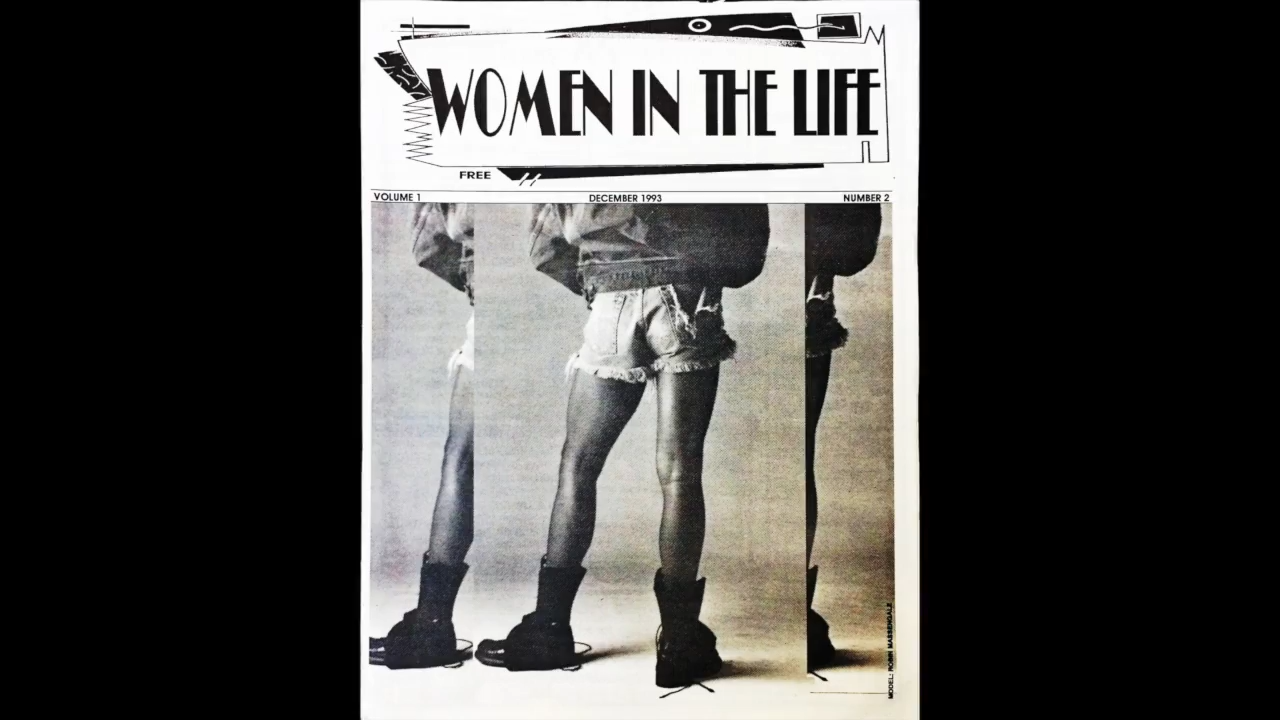 WOMEN IN THE LIFE
FREE
VOLUME 1
DECEMBER 1993
NUMBER 2
MODEL: ROBIN MASSENGALE